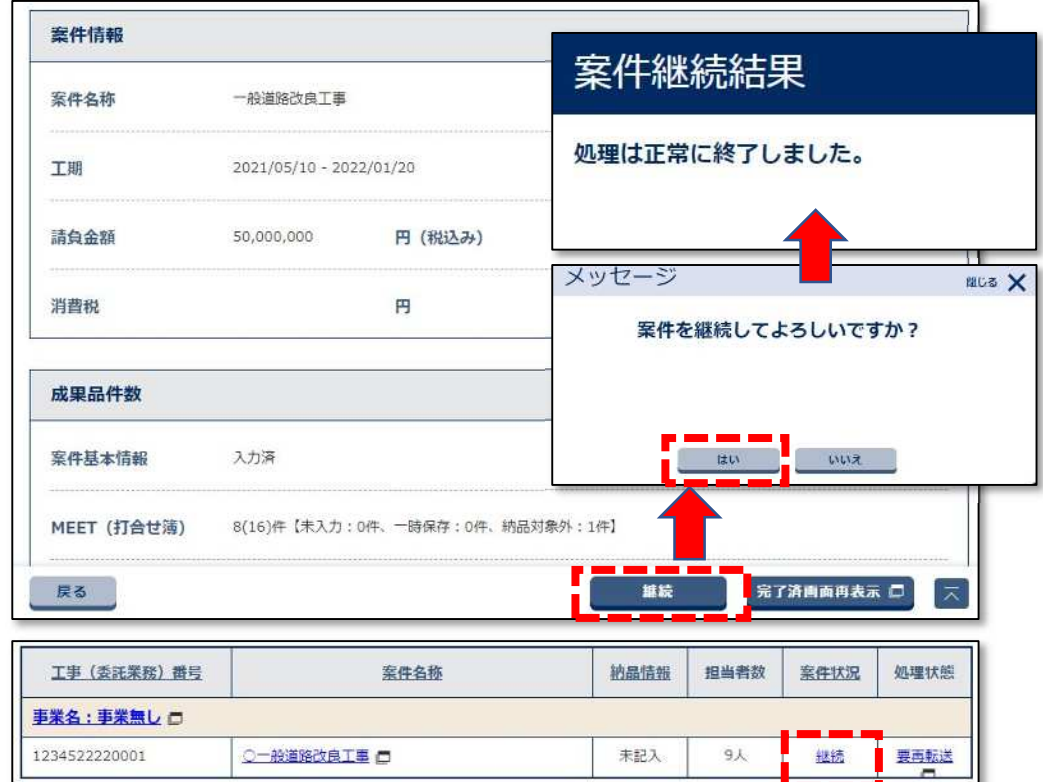 案件情報
案件名称 一般道路改良工事
工期 2021/05/10 - 2022/01/20
請負金額 50,000,000 円（税込み）
消費税 円
成果品件数
案件基本情報 入力済
MEET（打合せ簿） 8(16)件【未入力：0件、一時保存：0件、納品対象外：1件】
戻る 継続 完了済画面再表示
案件継続結果
処理は正常に終了しました。
メッセージ 閉じる
案件を継続してよろしいですか？
はい いいえ
工事（委託業務）番号 案件名称 納品情報 担当者数 案件状況 処理状態
事業名：事業無し
1234522220001 〇一般道路改良工事 未記入 9人 継続 要再転送